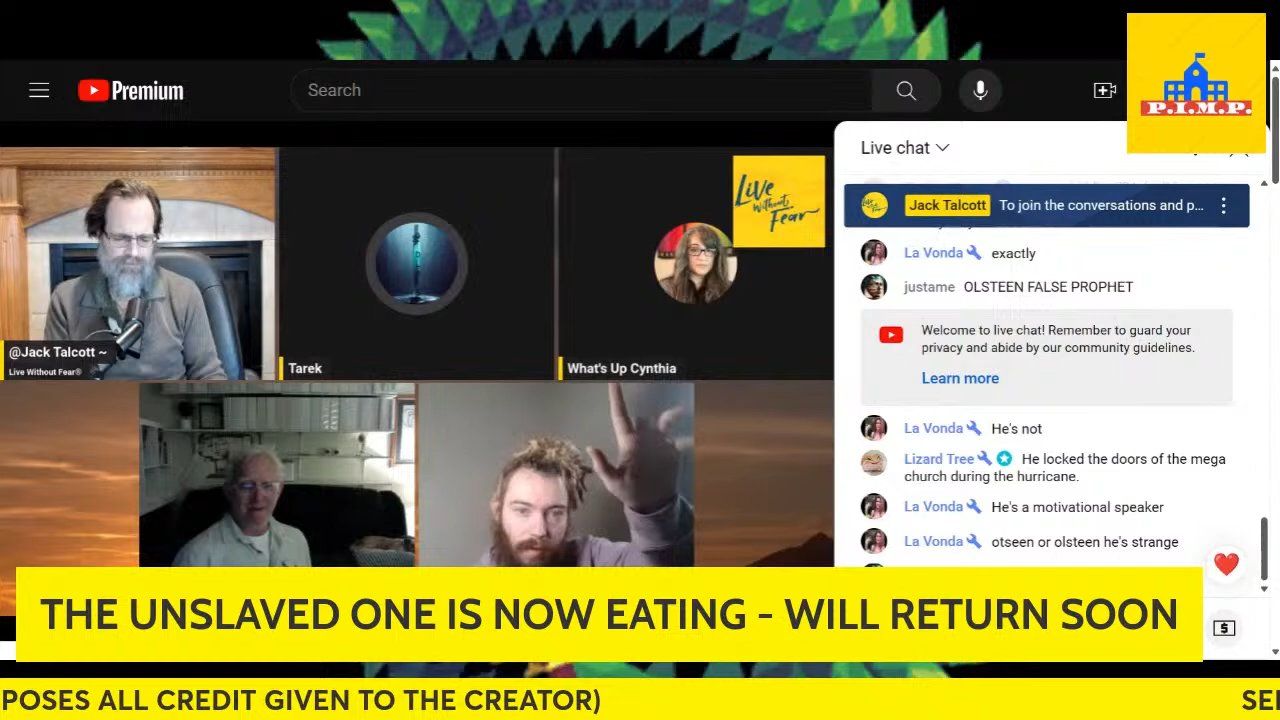 Premium
Search
P.I.M.P.
Live chat
Live
Without
Fear
Jack Talcott
To join the conversations and p...
La Vonda exactly
justame OLSTEEN FALSE PROPHET
Welcome to live chat! Remember to guard your
privacy and abide by our community guidelines.
Learn more
@Jack Talcott ~
Live Without Fear®
Tarek
What's Up Cynthia
La Vonda He's not
Lizard Tree He locked the doors of the mega
church during the hurricane.
La Vonda He's a motivational speaker
La Vonda otseen or olsteen he's strange
THE UNSLAVED ONE IS NOW EATING - WILL RETURN SOON
$
POSES ALL CREDIT GIVEN TO THE CREATOR)